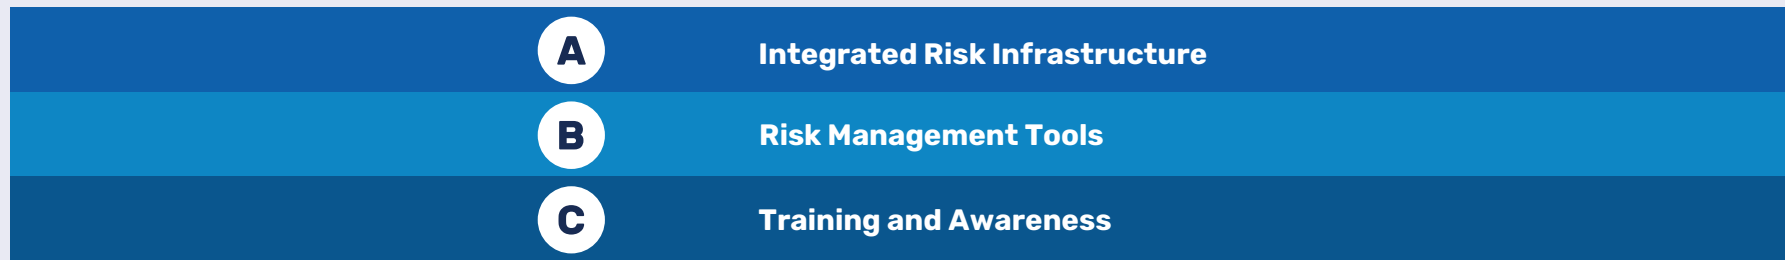 A Integrated Risk Infrastructure
B Risk Management Tools
C Training and Awareness